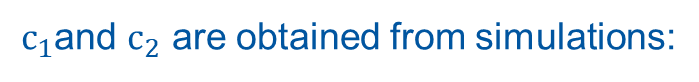 c₁and c₂ are obtained from simulations: